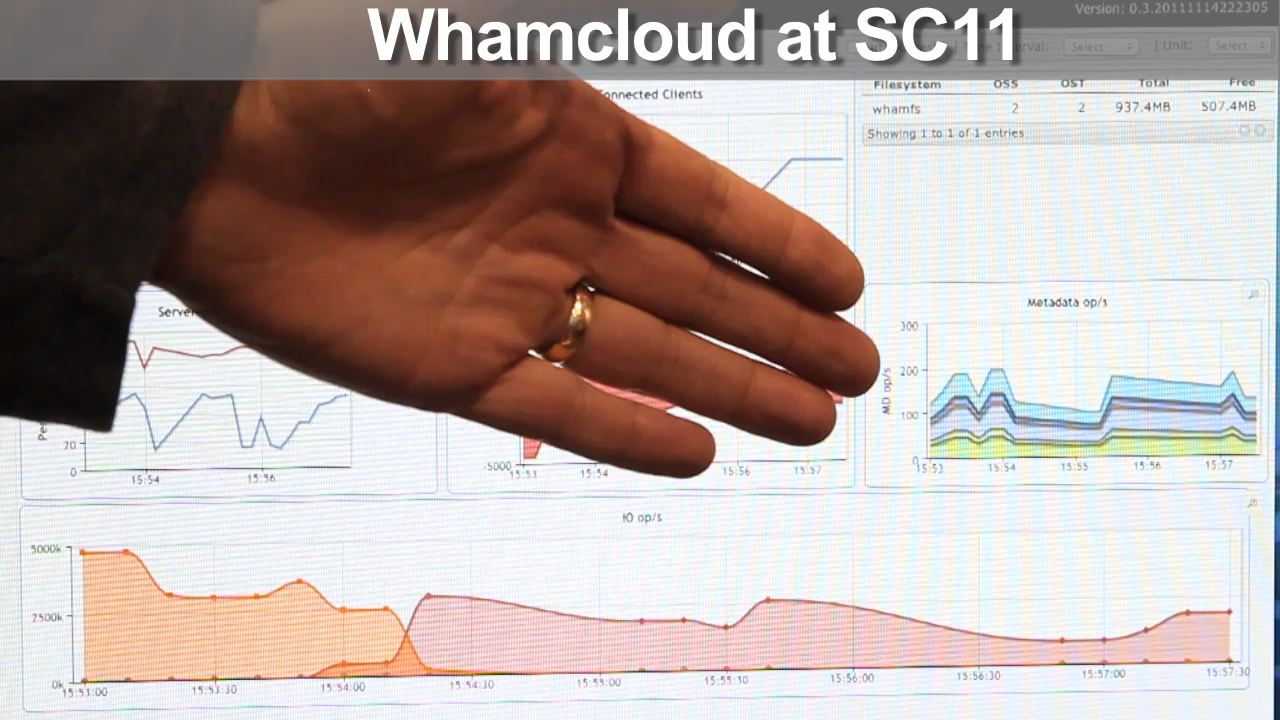 Whamcloud at SC11
Version: 0.3.20111114222305
Select | Unit: Select
onnected Clients
Filesystem OSS OST Total Free
whamfs 2 2 937.4MB 507.4MB
Showing 1 to 1 of 1 entries
Server
20
0
15:54 15:56
-5000
15:53 15:54 15:56 15:57
Metadata op/s
MD op/s
300
200
100
0
15:53 15:54 15:55 15:56 15:57
IO op/s
5000k
2500k
0k
15:53:00 15:53:30 15:54:00 15:54:30 15:55:00 15:55:30 15:56:00 15:56:30 15:57:00 15:57:30